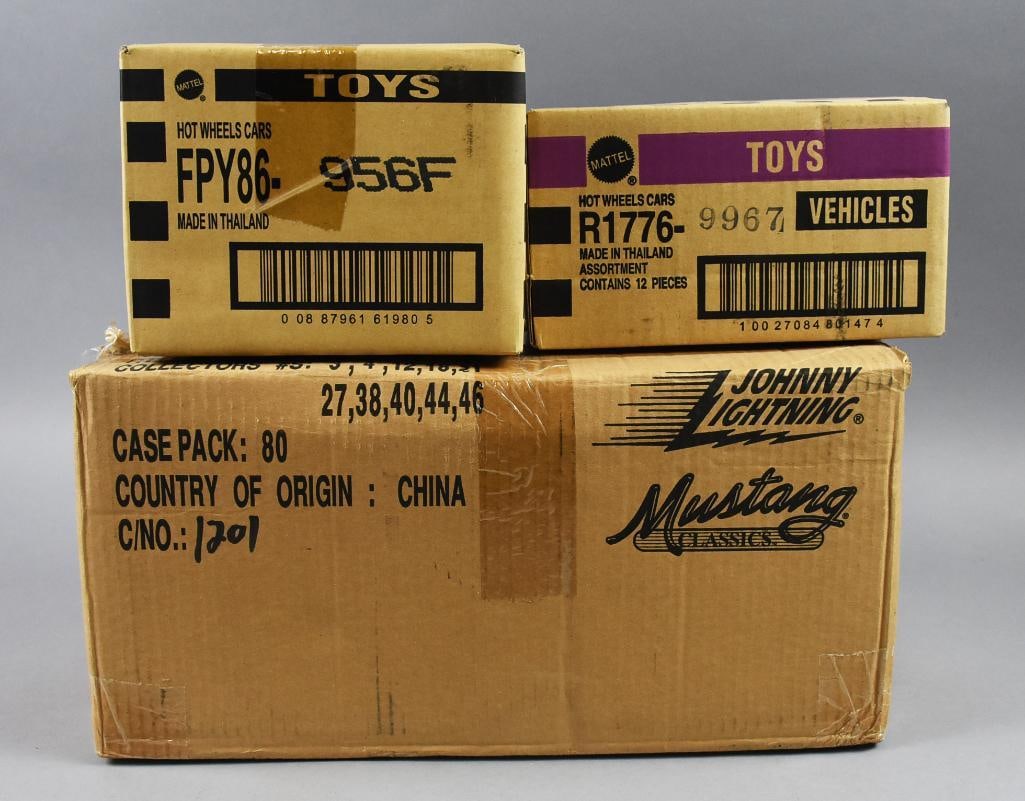 TOYS
MATTEL
®
HOT WHEELS CARS
FPY86- 956F
MADE IN THAILAND
0 08 87961 61980 5
TOYS
MATTEL
®
HOT WHEELS CARS
R1776- 9967 VEHICLES
MADE IN THAILAND
ASSORTMENT
CONTAINS 12 PIECES
1 00 27084 80147 4
COLLECTORS #S:
27,38,40,44,46
CASE PACK: 80
COUNTRY OF ORIGIN : CHINA
C/NO.: 1201
JOHNNY
LIGHTNING®
Mustang®
CLASSICS